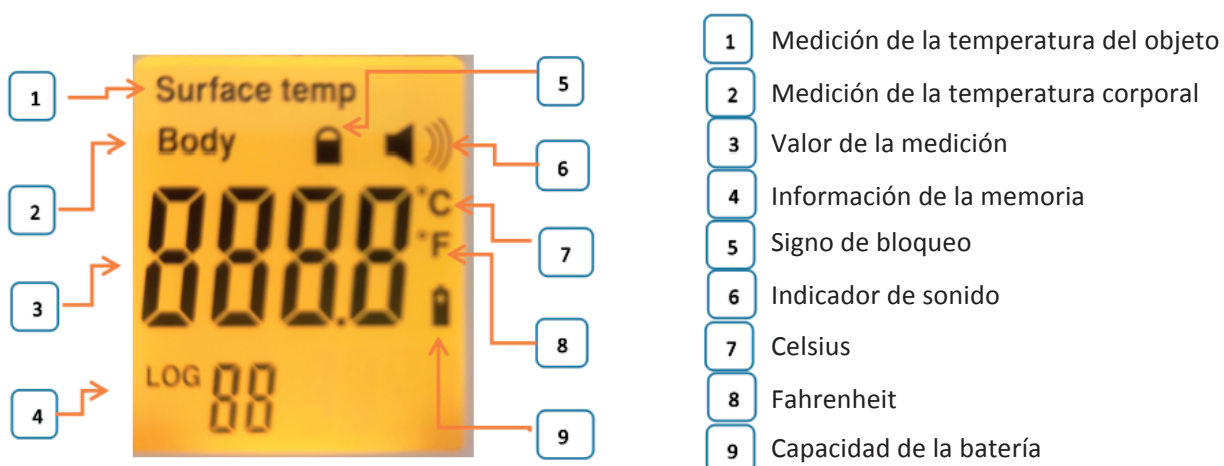 Surface temp
Body
8888.8 °C
°F
LOG 88
1
2
3
4
5
6
7
8
9
1 Medición de la temperatura del objeto
2 Medición de la temperatura corporal
3 Valor de la medición
4 Información de la memoria
5 Signo de bloqueo
6 Indicador de sonido
7 Celsius
8 Fahrenheit
9 Capacidad de la batería